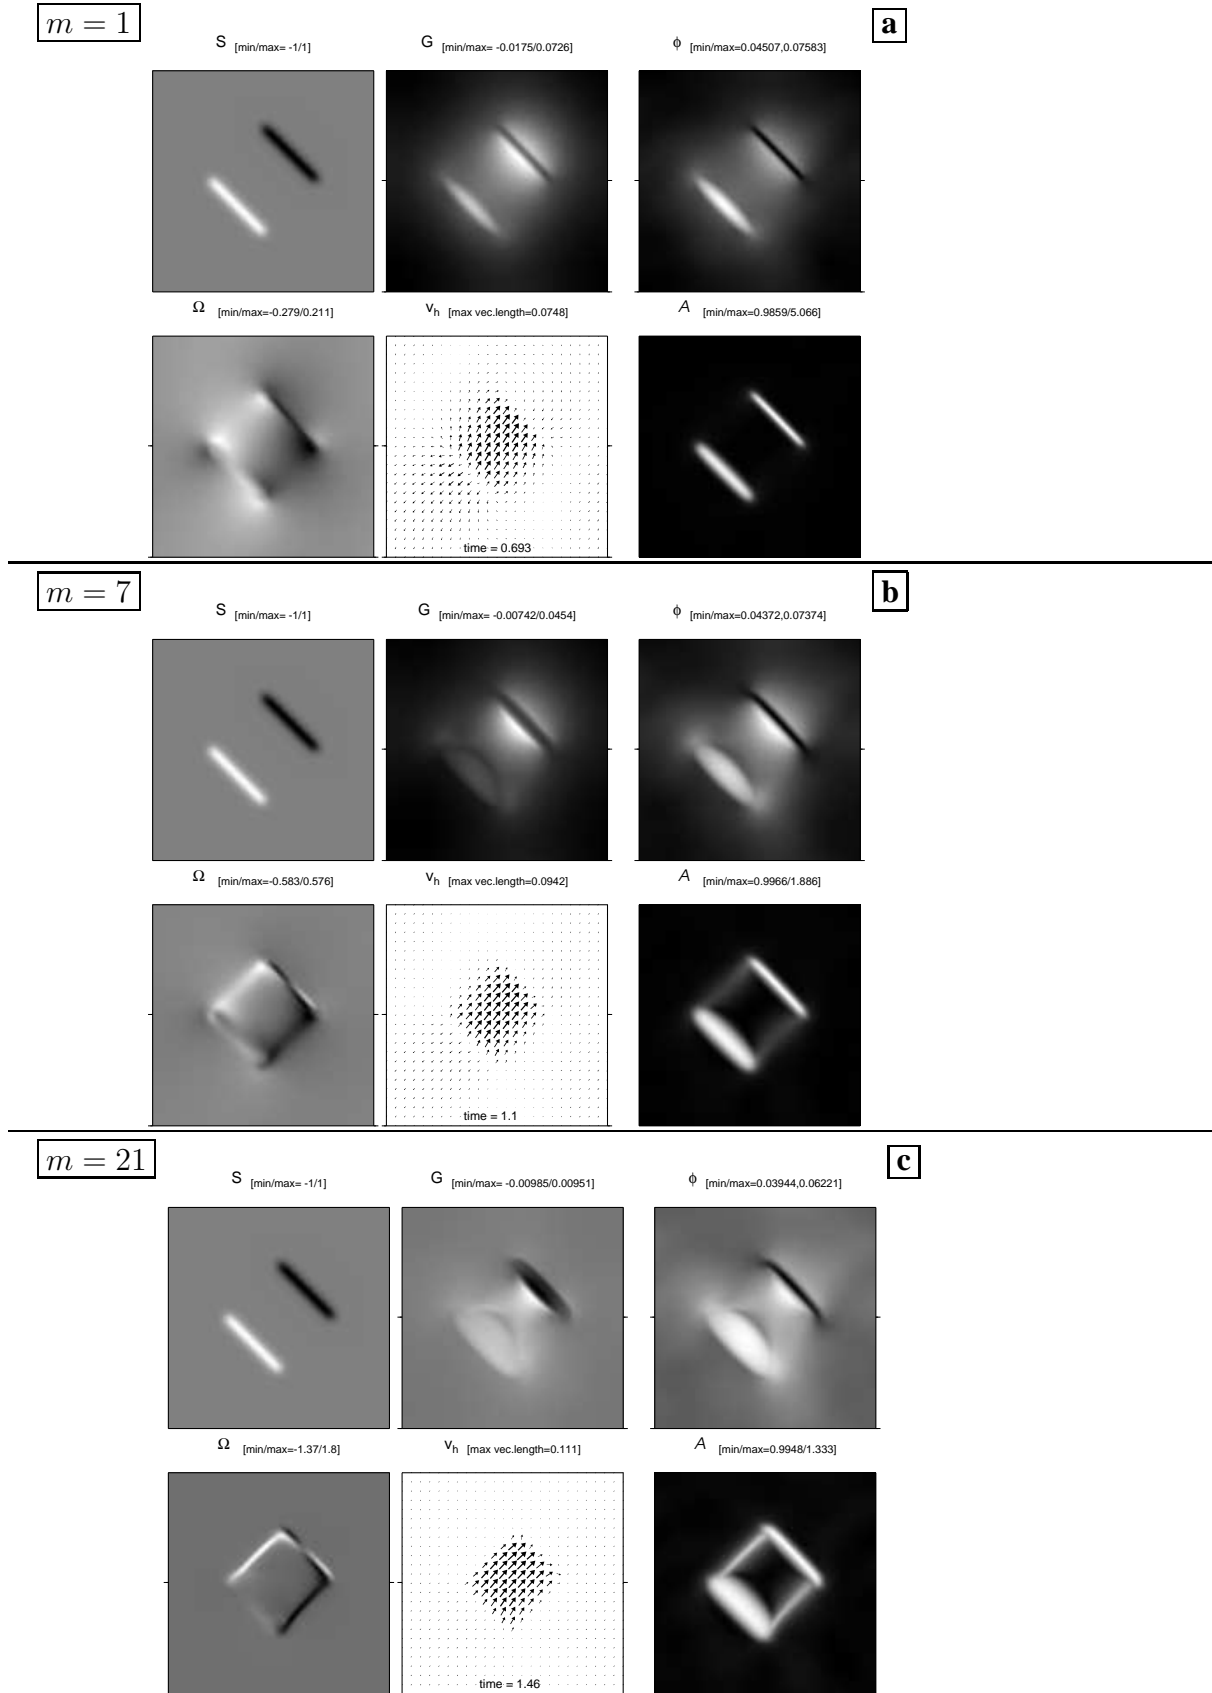 m = 1
a
S [min/max= -1/1]
G [min/max= -0.0175/0.0726]
ϕ [min/max=0.04507,0.07583]
Ω [min/max=-0.279/0.211]
v_h [max vec.length=0.0748]
A [min/max=0.9859/5.066]
time = 0.693
m = 7
b
S [min/max= -1/1]
G [min/max= -0.00742/0.0454]
ϕ [min/max=0.04372,0.07374]
Ω [min/max=-0.583/0.576]
v_h [max vec.length=0.0942]
A [min/max=0.9966/1.886]
time = 1.1
m = 21
c
S [min/max= -1/1]
G [min/max= -0.00985/0.00951]
ϕ [min/max=0.03944,0.06221]
Ω [min/max=-1.37/1.8]
v_h [max vec.length=0.111]
A [min/max=0.9948/1.333]
time = 1.46